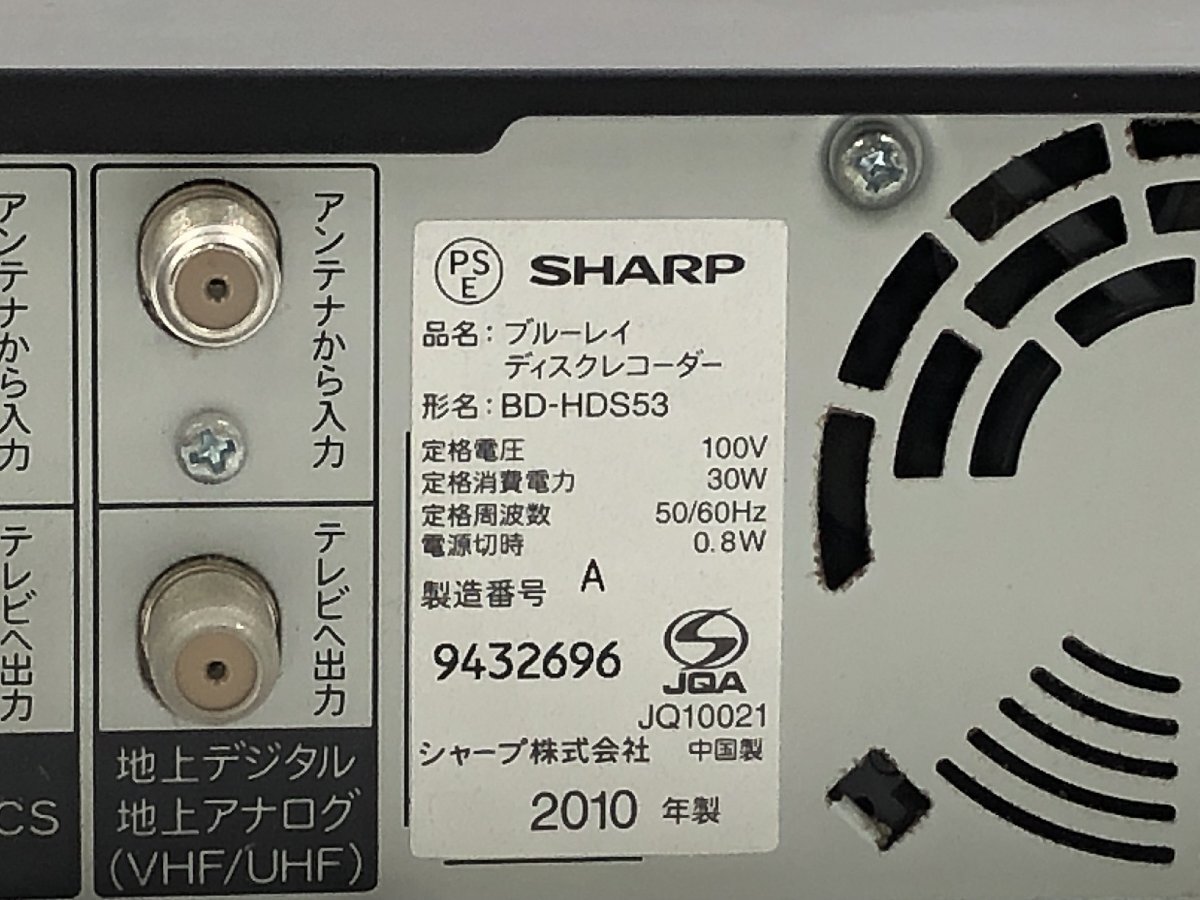 アンテナから入力
テレビへ出力
CS
アンテナから入力
テレビへ出力
地上デジタル
地上アナログ
(VHF/UHF)
PS
E
SHARP
品名：ブルーレイ
ディスクレコーダー
形名：BD-HDS53
定格電圧 100V
定格消費電力 30W
定格周波数 50/60Hz
電源切時 0.8W
製造番号 A
9432696
JQA
JQ10021
シャープ株式会社 中国製
2010 年製